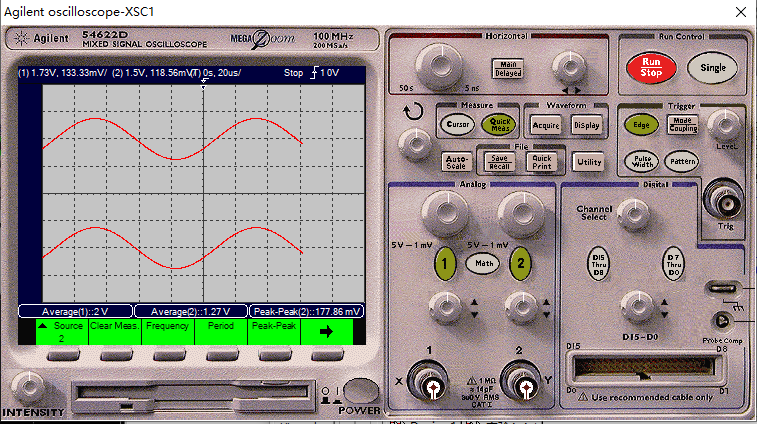 Agilent oscilloscope-XSC1
Agilent 54622D
MIXED SIGNAL OSCILLOSCOPE
MEGA Zoom
100 MHz
200 MSa/s
(1) 1.73V, 133.33mV/ (2) 1.5V, 118.56mV/(T) 0s, 20us/ Stop 1 0V
Average(1)::2 V
Average(2)::1.27 V
Peak-Peak(2)::177.86 mV
Source
2
Clear Meas.
Frequency
Period
Peak-Peak
INTENSITY
POWER
O I
Horizontal
50 s
5 ns
Main
Delayed
Run Control
Run
Stop
Single
Measure
Cursor
Quick
Meas
Waveform
Acquire
Display
Trigger
Edge
Mode
Coupling
Level
Pulse
Width
Pattern
Trig
File
Auto-
Scale
Save
Recall
Quick
Print
Utility
Analog
5 V - 1 mV
5 V - 1 mV
1
Math
2
1
2
X
Y
1 MΩ
≅ 14 pF
300 V RMS
CAT I
Digital
Channel
Select
D15
Thru
D8
D7
Thru
D0
D15-D0
Probe Comp
D15
D8
D0
D7
Use recommended cable only